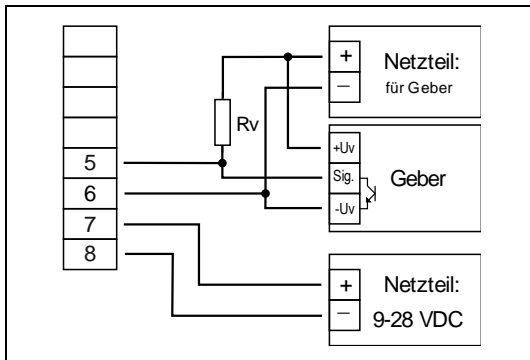 +
−
Netzteil:
für Geber
Rv
+Uv
Sig.
-Uv
Geber
5
6
7
8
+
−
Netzteil:
9-28 VDC